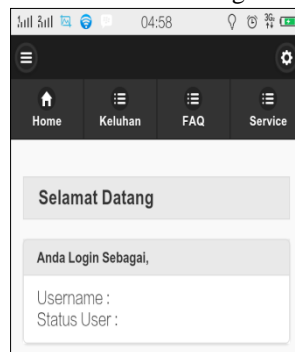 04:58
Home Keluhan FAQ Service
Selamat Datang
Anda Login Sebagai,
Username :
Status User :